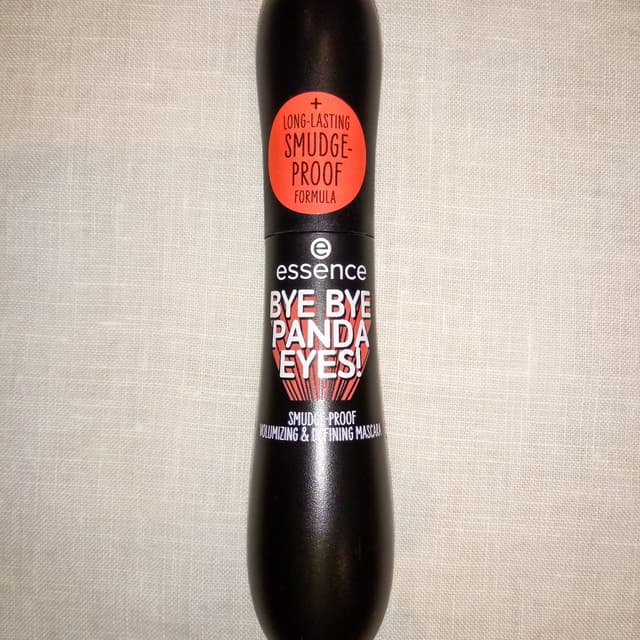 +
LONG-LASTING
SMUDGE-
PROOF
FORMULA
e
essence
BYE BYE
PANDA
EYES!
SMUDGE-PROOF
VOLUMIZING & DEFINING MASCARA